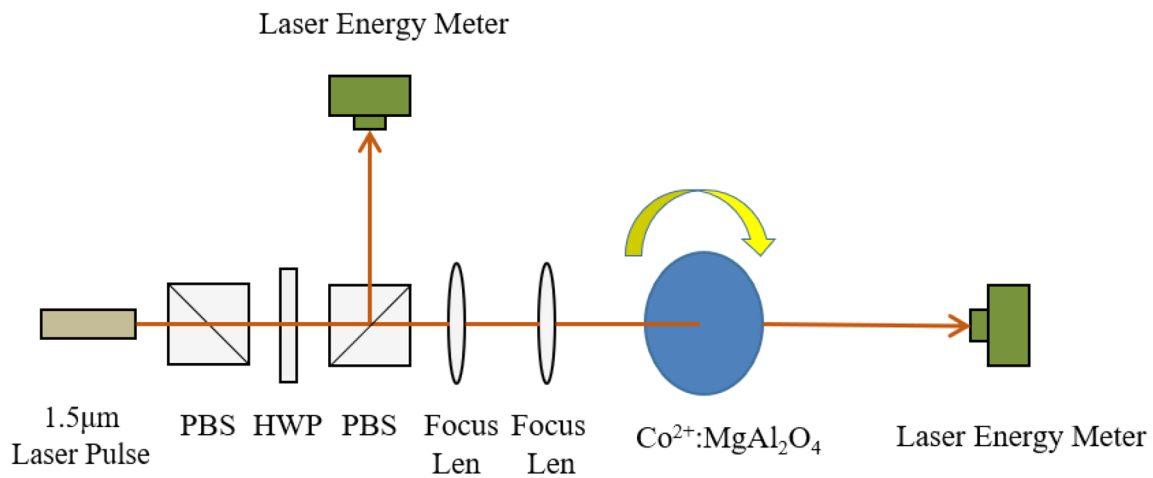 Laser Energy Meter
1.5μm
Laser Pulse
PBS
HWP
PBS
Focus
Len
Focus
Len
Co²⁺:MgAl₂O₄
Laser Energy Meter